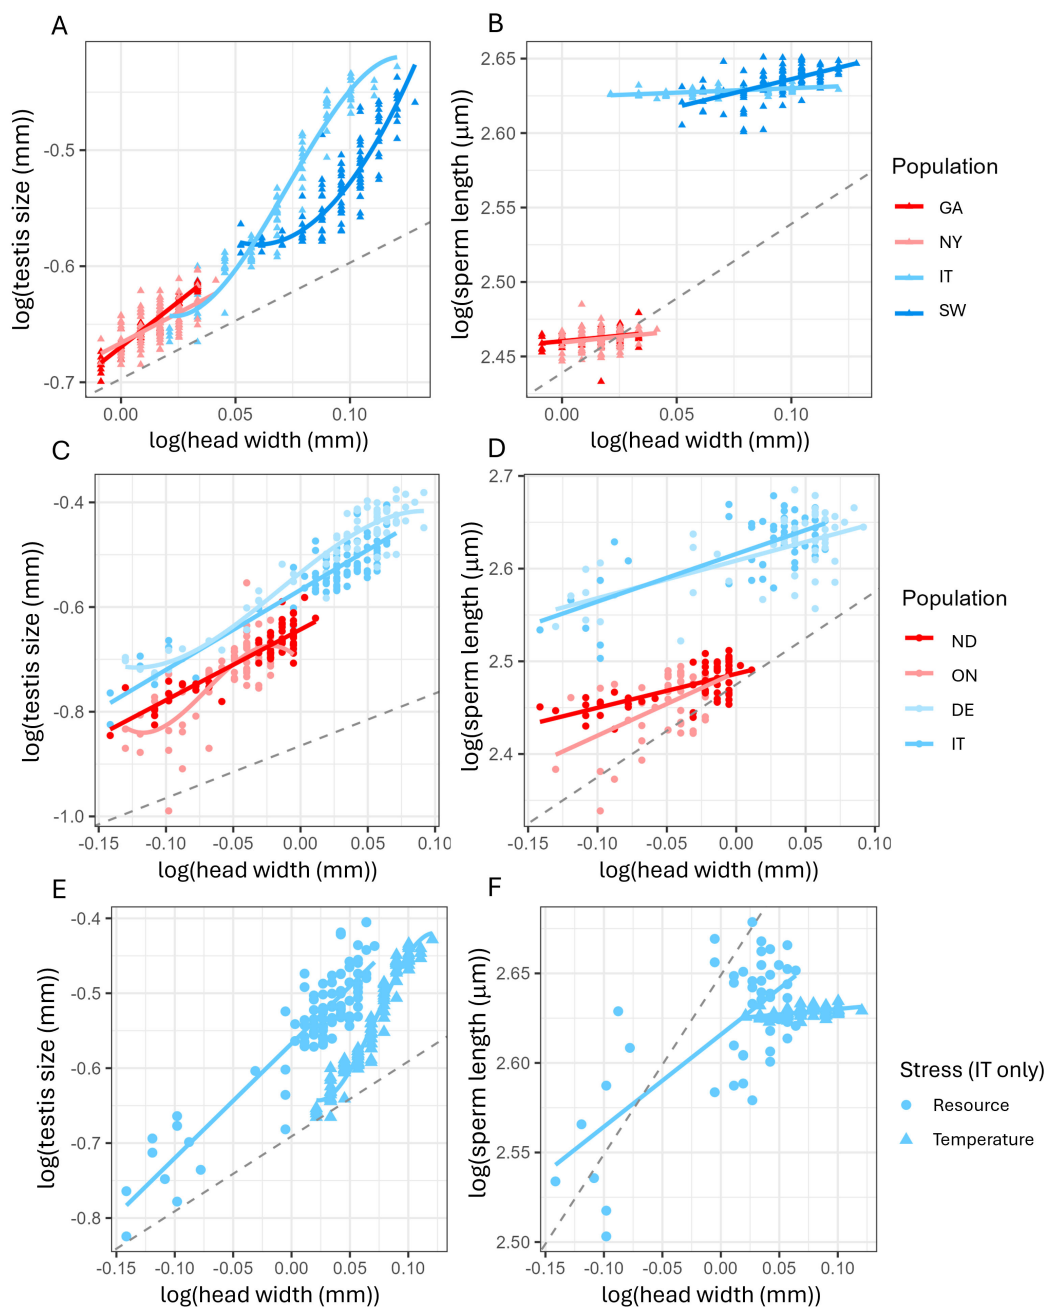 A
log(testis size (mm))
-0.5
-0.6
-0.7
0.00
0.05
0.10
log(head width (mm))
B
log(sperm length (μm))
2.65
2.60
2.55
2.50
2.45
0.00
0.05
0.10
log(head width (mm))
Population
GA
NY
IT
SW
C
log(testis size (mm))
-0.4
-0.6
-0.8
-1.0
-0.15
-0.10
-0.05
0.00
0.05
0.10
log(head width (mm))
D
log(sperm length (μm))
2.7
2.6
2.5
2.4
-0.15
-0.10
-0.05
0.00
0.05
0.10
log(head width (mm))
Population
ND
ON
DE
IT
E
log(testis size (mm))
-0.4
-0.5
-0.6
-0.7
-0.8
-0.15
-0.10
-0.05
0.00
0.05
0.10
log(head width (mm))
F
log(sperm length (μm))
2.65
2.60
2.55
2.50
-0.15
-0.10
-0.05
0.00
0.05
0.10
log(head width (mm))
Stress (IT only)
Resource
Temperature